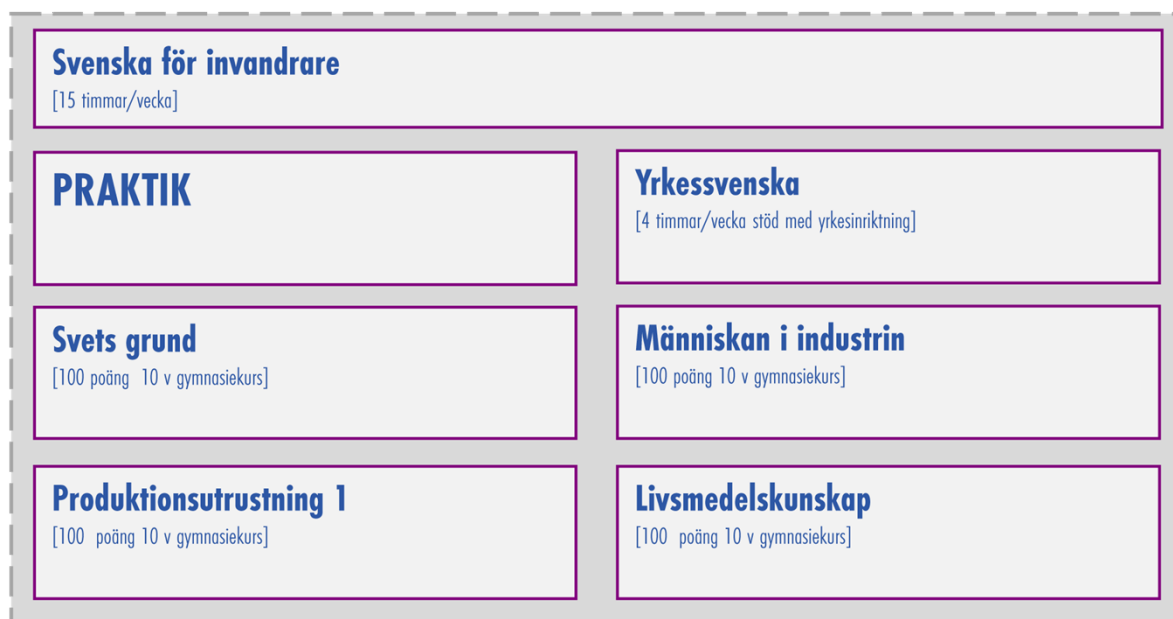 Svenska för invandrare
[15 timmar/vecka]
PRAKTIK
Yrkessvenska
[4 timmar/vecka stöd med yrkesinriktning]
Svets grund
[100 poäng 10 v gymnasiekurs]
Människan i industrin
[100 poäng 10 v gymnasiekurs]
Produktionsutrustning 1
[100 poäng 10 v gymnasiekurs]
Livsmedelskunskap
[100 poäng 10 v gymnasiekurs]